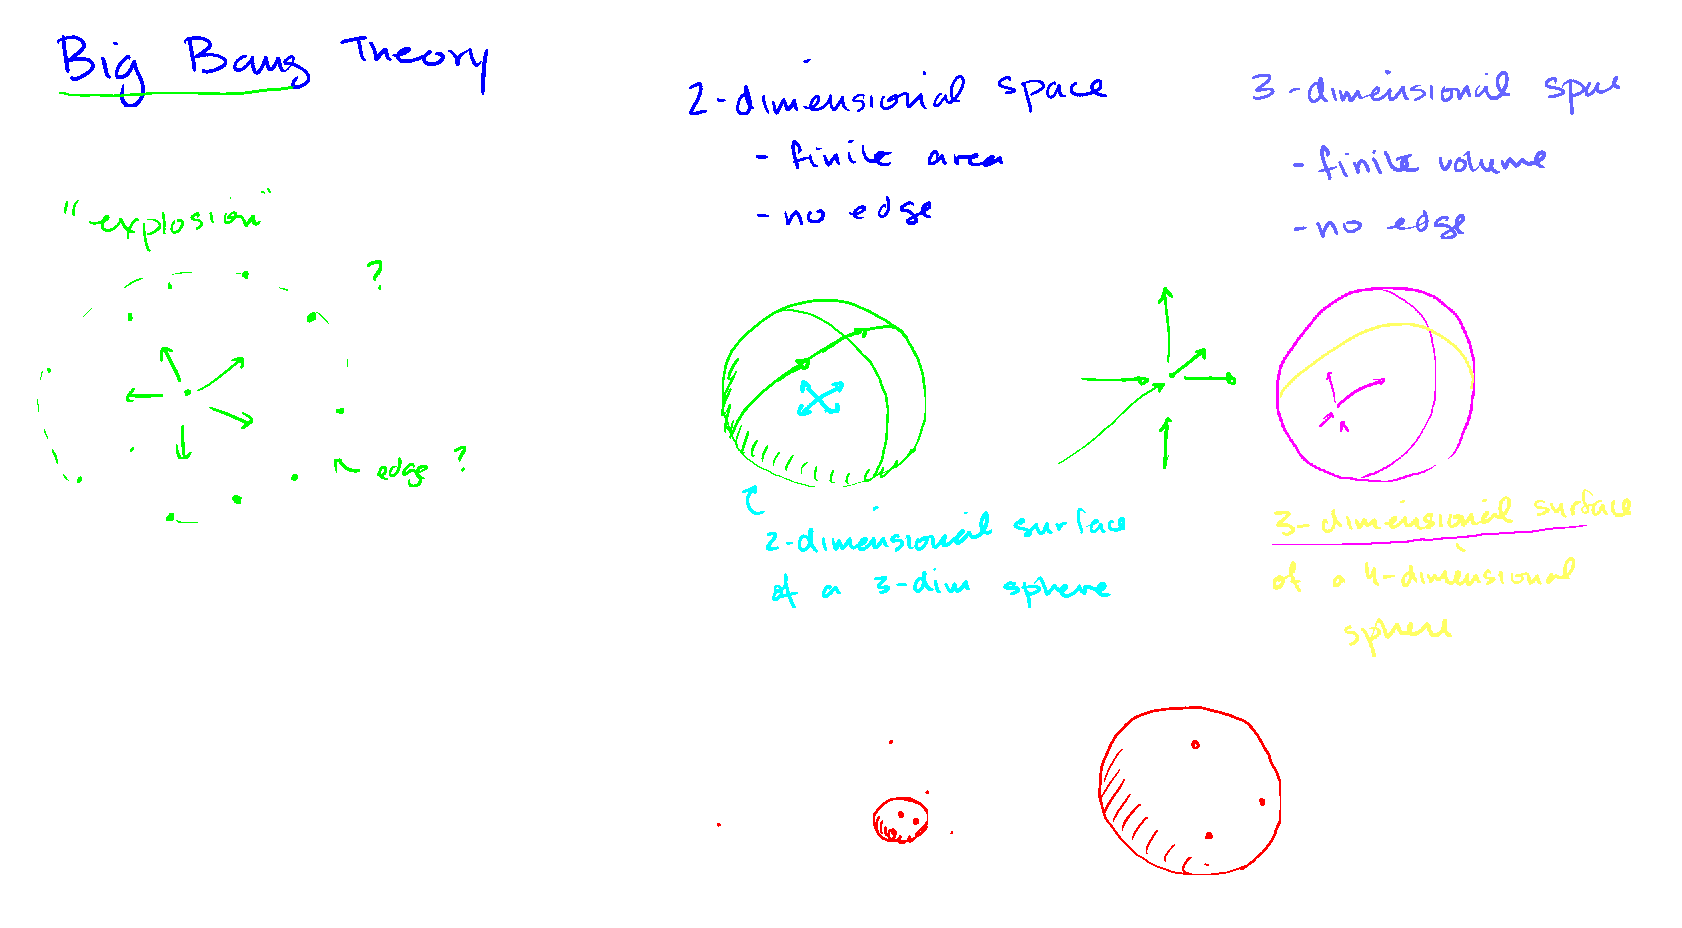 Big Bang Theory
"explosion"
?
edge ?
2-dimensional space
- finite area
- no edge
2-dimensional surface
of a 3-dim sphere
3-dimensional space
- finite volume
- no edge
3-dimensional surface
of a 4-dimensional
sphere